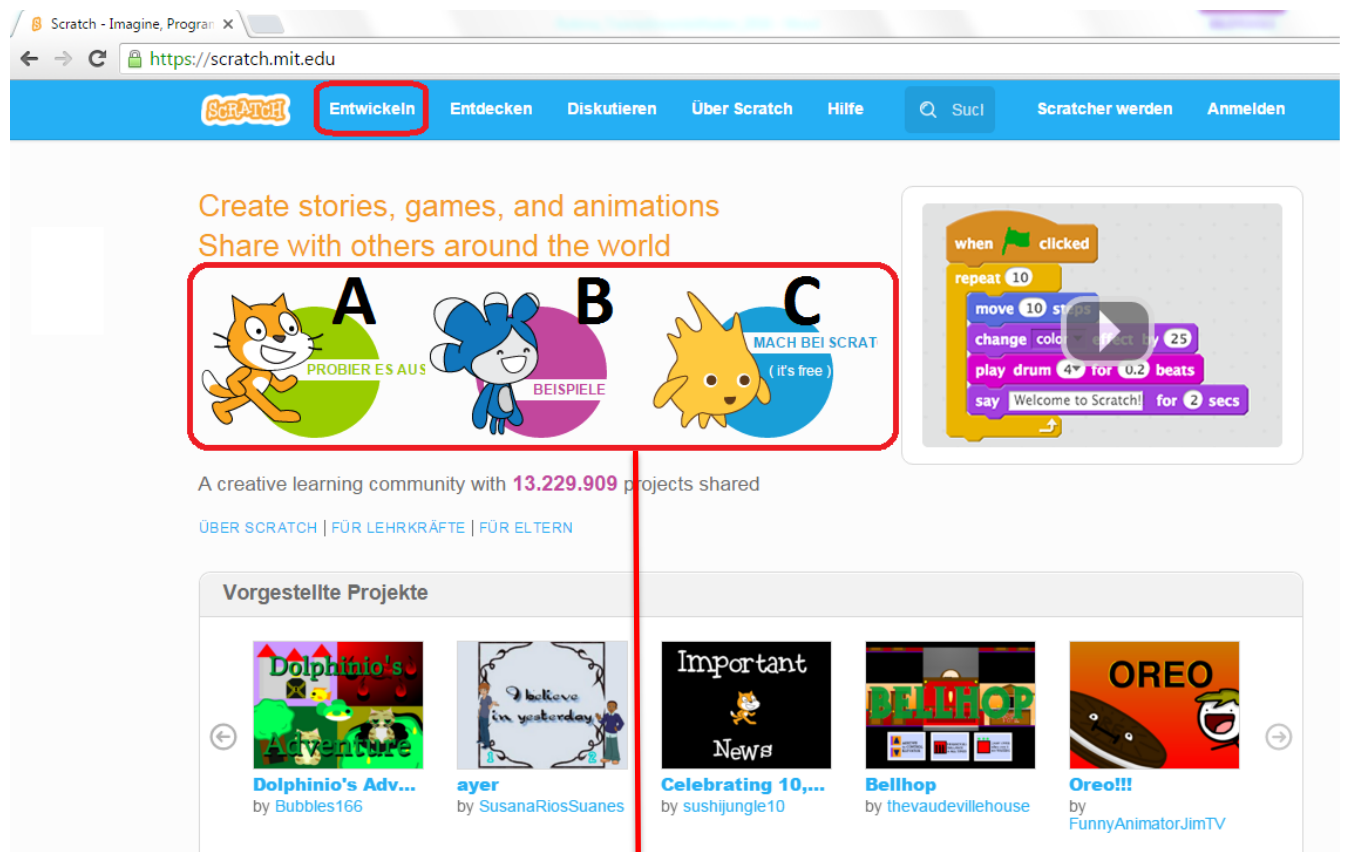 Scratch - Imagine, Progran
https://scratch.mit.edu
SCRATCH Entwickeln Entdecken Diskutieren Über Scratch Hilfe Sucl Scratcher werden Anmelden
Create stories, games, and animations
Share with others around the world
A
PROBIER ES AUS
B
BEISPIELE
C
MACH BEI SCRAT
( it's free )
when clicked
repeat 10
move 10 steps
change color effect by 25
play drum 4 for 0.2 beats
say Welcome to Scratch! for 2 secs
A creative learning community with 13.229.909 projects shared
ÜBER SCRATCH | FÜR LEHRKRÄFTE | FÜR ELTERN
Vorgestellte Projekte
Dolphinio's
Adventure
I believe
in yesterday
Important
News
BELLHOP
OREO
Dolphinio's Adv...
by Bubbles166
ayer
by SusanaRiosSuanes
Celebrating 10,...
by sushijungle10
Bellhop
by thevaudevillehouse
Oreo!!!
by
FunnyAnimatorJimTV